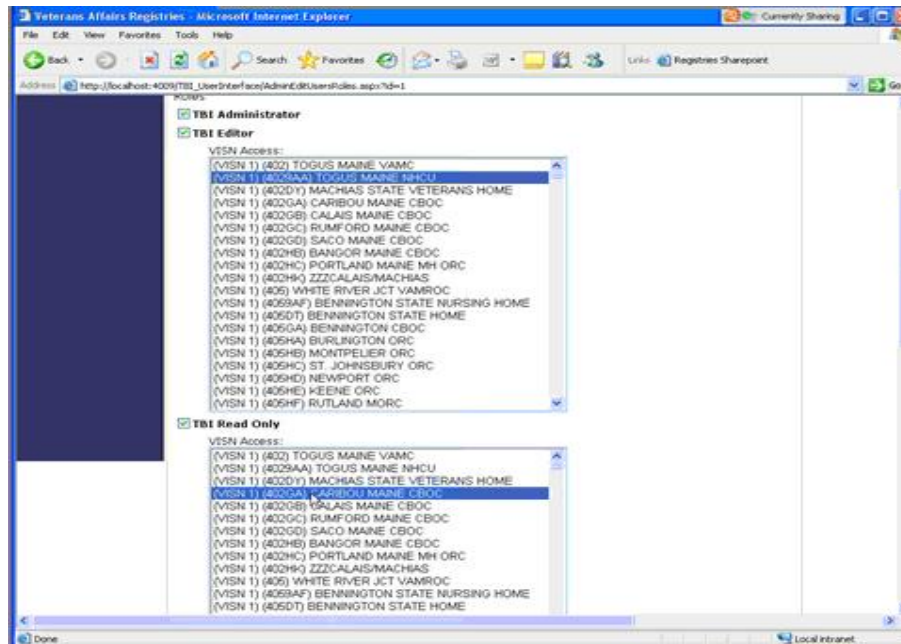 Veterans Affairs Registries - Microsoft Internet Explorer
Currently Sharing
File Edit View Favorites Tools Help
Back Search Favorites Links Registries Sharepoint
Address http://localhost:4009/TBI_UserInterface/AdminEditUsersRoles.aspx?id=1 Go
Roles
TBI Administrator
TBI Editor
VISN Access:
(VISN 1) (402) TOGUS MAINE VAMC
(VISN 1) (4029AA) TOGUS MAINE NHCU
(VISN 1) (402DY) MACHIAS STATE VETERANS HOME
(VISN 1) (402GA) CARIBOU MAINE CBOC
(VISN 1) (402GB) CALAIS MAINE CBOC
(VISN 1) (402GC) RUMFORD MAINE CBOC
(VISN 1) (402GD) SACO MAINE CBOC
(VISN 1) (402HB) BANGOR MAINE CBOC
(VISN 1) (402HC) PORTLAND MAINE MH ORC
(VISN 1) (402HK) ZZZCALAIS/MACHIAS
(VISN 1) (405) WHITE RIVER JCT VAMROC
(VISN 1) (4059AF) BENNINGTON STATE NURSING HOME
(VISN 1) (405DT) BENNINGTON STATE HOME
(VISN 1) (405GA) BENNINGTON CBOC
(VISN 1) (405HA) BURLINGTON ORC
(VISN 1) (405HB) MONTPELIER ORC
(VISN 1) (405HC) ST. JOHNSBURY ORC
(VISN 1) (405HD) NEWPORT ORC
(VISN 1) (405HE) KEENE ORC
(VISN 1) (405HF) RUTLAND MORC
TBI Read Only
VISN Access:
(VISN 1) (402) TOGUS MAINE VAMC
(VISN 1) (4029AA) TOGUS MAINE NHCU
(VISN 1) (402DY) MACHIAS STATE VETERANS HOME
(VISN 1) (402GA) CARIBOU MAINE CBOC
(VISN 1) (402GB) CALAIS MAINE CBOC
(VISN 1) (402GC) RUMFORD MAINE CBOC
(VISN 1) (402GD) SACO MAINE CBOC
(VISN 1) (402HB) BANGOR MAINE CBOC
(VISN 1) (402HC) PORTLAND MAINE MH ORC
(VISN 1) (402HK) ZZZCALAIS/MACHIAS
(VISN 1) (405) WHITE RIVER JCT VAMROC
(VISN 1) (4059AF) BENNINGTON STATE NURSING HOME
(VISN 1) (405DT) BENNINGTON STATE HOME
Done Local intranet